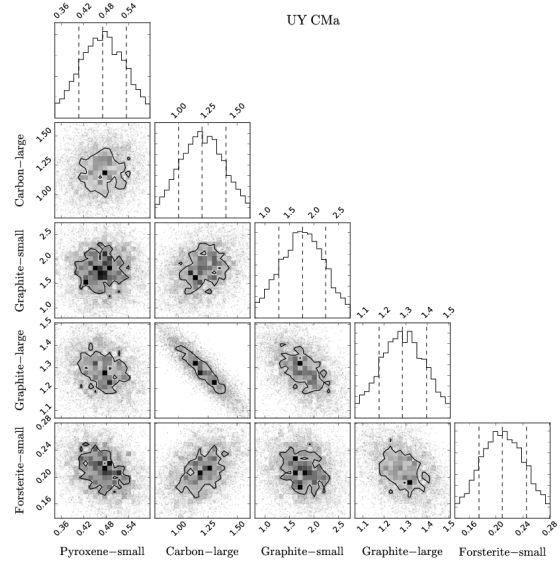 UY CMa
0.36 0.42 0.48 0.54
1.00 1.25 1.50
Carbon−large
1.50
1.25
1.00
1.0 1.5 2.0 2.5
Graphite−small
2.5
2.0
1.5
1.0
1.1 1.2 1.3 1.4 1.5
Graphite−large
1.5
1.4
1.3
1.2
1.1
Forsterite−small
0.28
0.24
0.20
0.16
0.36 0.42 0.48 0.54
1.00 1.25 1.50
1.0 1.5 2.0 2.5
1.1 1.2 1.3 1.4 1.5
0.16 0.20 0.24 0.28
Pyroxene−small Carbon−large Graphite−small Graphite−large Forsterite−small